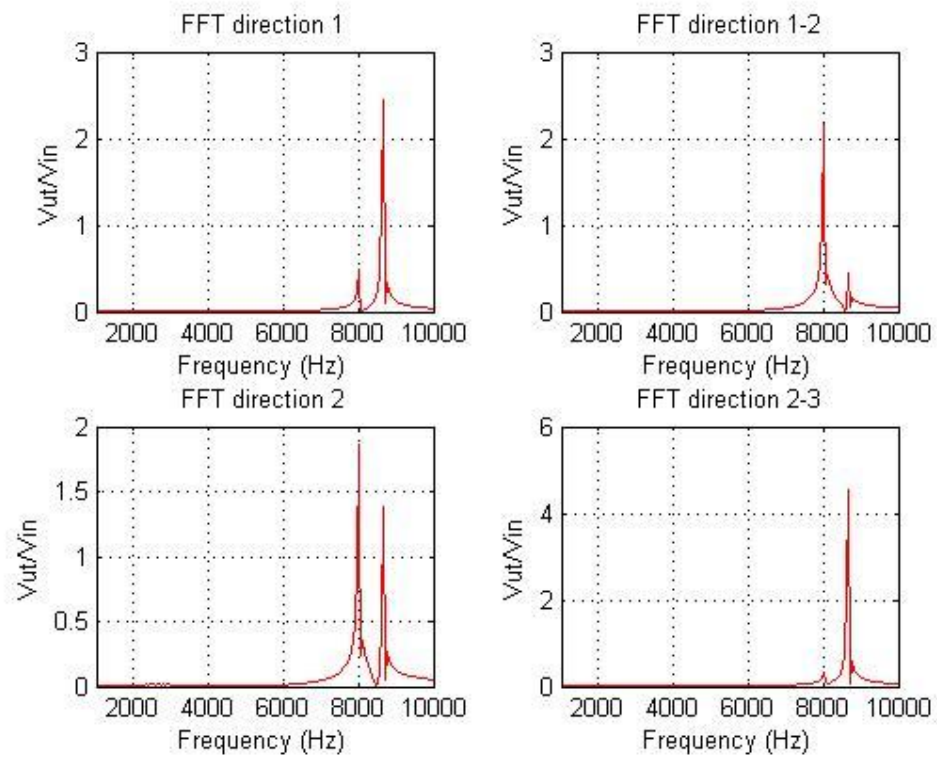 FFT direction 1
3
2
1
0
Vut/Vin
2000 4000 6000 8000 10000
Frequency (Hz)
FFT direction 1-2
3
2
1
0
Vut/Vin
2000 4000 6000 8000 10000
Frequency (Hz)
FFT direction 2
2
1.5
1
0.5
0
Vut/Vin
2000 4000 6000 8000 10000
Frequency (Hz)
FFT direction 2-3
6
4
2
0
Vut/Vin
2000 4000 6000 8000 10000
Frequency (Hz)